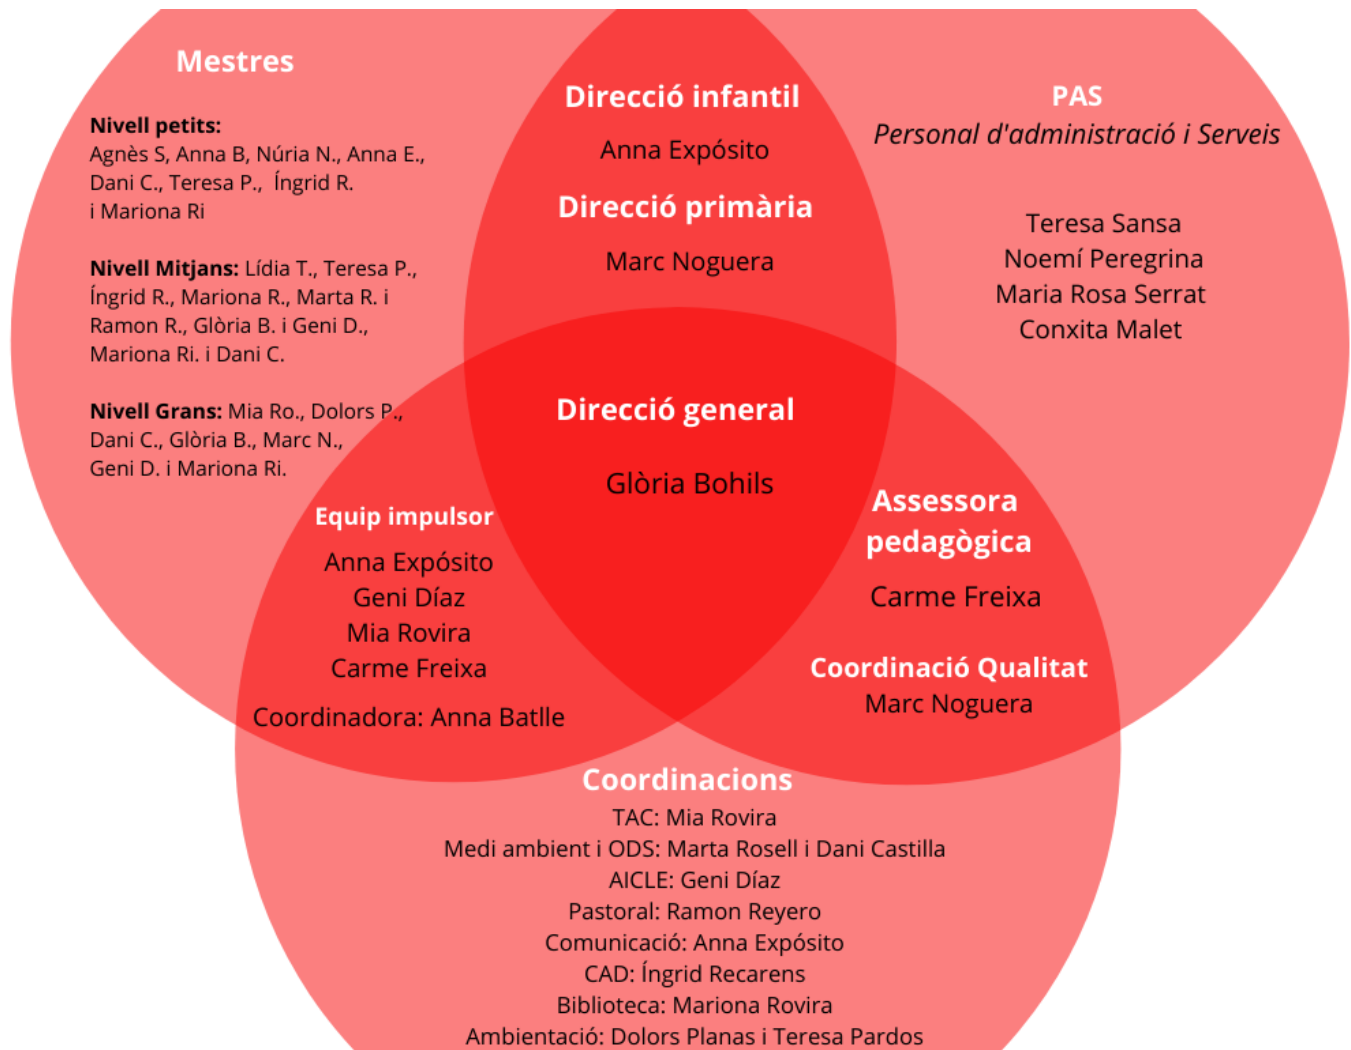 Mestres
Nivell petits:
Agnès S, Anna B, Núria N., Anna E.,
Dani C., Teresa P., Íngrid R.
i Mariona Ri
Nivell Mitjans: Lídia T., Teresa P.,
Íngrid R., Mariona R., Marta R. i
Ramon R., Glòria B. i Geni D.,
Mariona Ri. i Dani C.
Nivell Grans: Mia Ro., Dolors P.,
Dani C., Glòria B., Marc N.,
Geni D. i Mariona Ri.
Direcció infantil
Anna Expósito
Direcció primària
Marc Noguera
PAS
Personal d'administració i Serveis
Teresa Sansa
Noemí Peregrina
Maria Rosa Serrat
Conxita Malet
Direcció general
Glòria Bohils
Equip impulsor
Anna Expósito
Geni Díaz
Mia Rovira
Carme Freixa
Coordinadora: Anna Batlle
Assessora
pedagògica
Carme Freixa
Coordinació Qualitat
Marc Noguera
Coordinacions
TAC: Mia Rovira
Medi ambient i ODS: Marta Rosell i Dani Castilla
AICLE: Geni Díaz
Pastoral: Ramon Reyero
Comunicació: Anna Expósito
CAD: Íngrid Recarens
Biblioteca: Mariona Rovira
Ambientació: Dolors Planas i Teresa Pardos